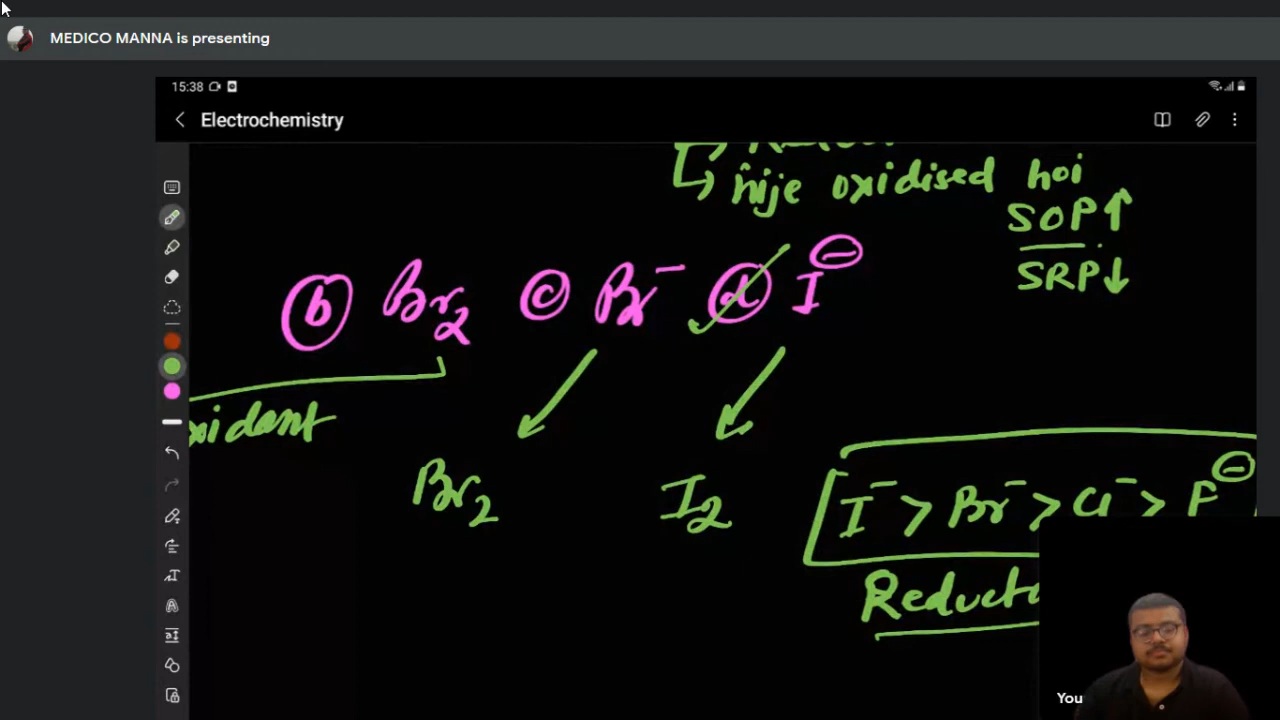 MEDICO MANNA is presenting
15:38
Electrochemistry
nije oxidised hoi
SOP↑
SRP↓
(b) Br₂ (c) Br⁻ (d) I⁻
xidant
Br₂ I₂
I⁻ > Br⁻ > Cl⁻ > F⁻
Reducta
You